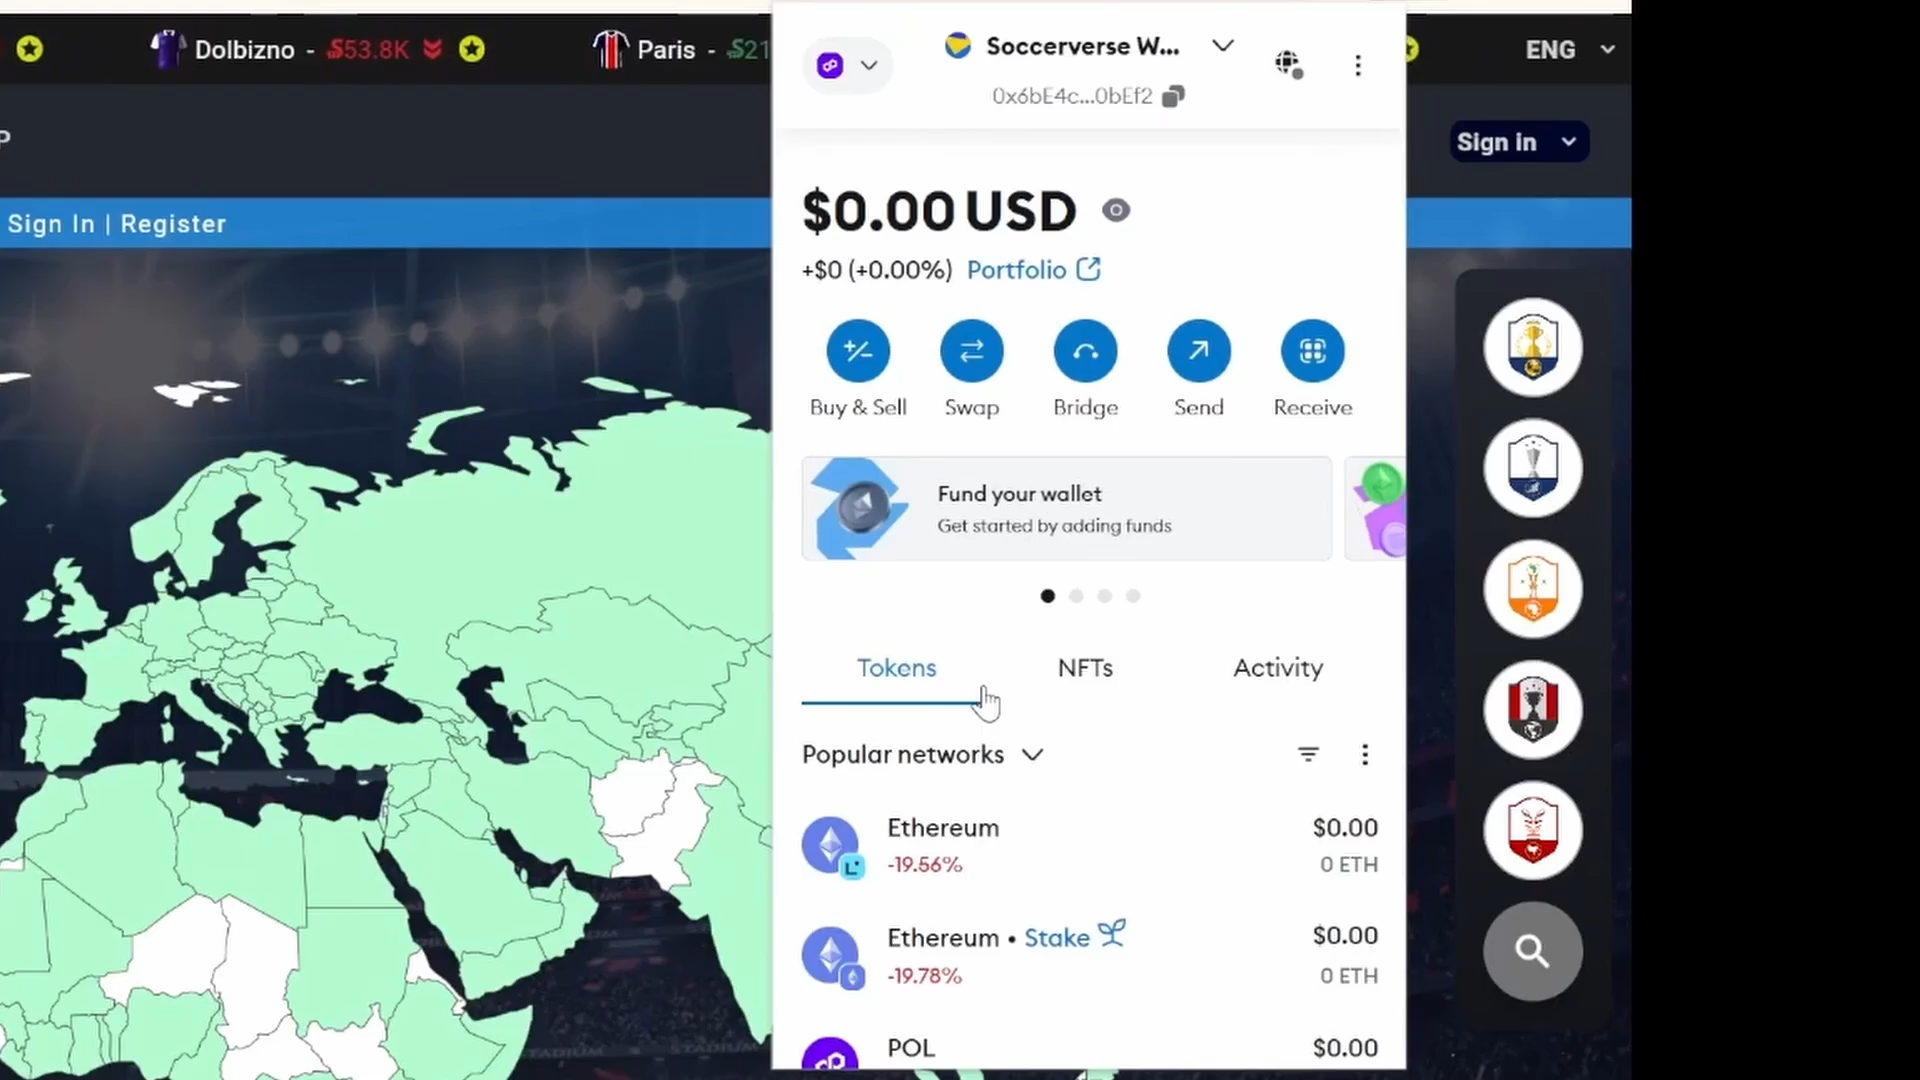 Dolbizno - $53.8K
Paris - $21
ENG
P
Sign in
Sign In | Register
Soccerverse W...
0x6bE4c...0bEf2
$0.00 USD
+$0 (+0.00%) Portfolio
Buy & Sell
Swap
Bridge
Send
Receive
Fund your wallet
Get started by adding funds
Tokens
NFTs
Activity
Popular networks
Ethereum
$0.00
-19.56%
0 ETH
Ethereum • Stake
$0.00
-19.78%
0 ETH
POL
$0.00